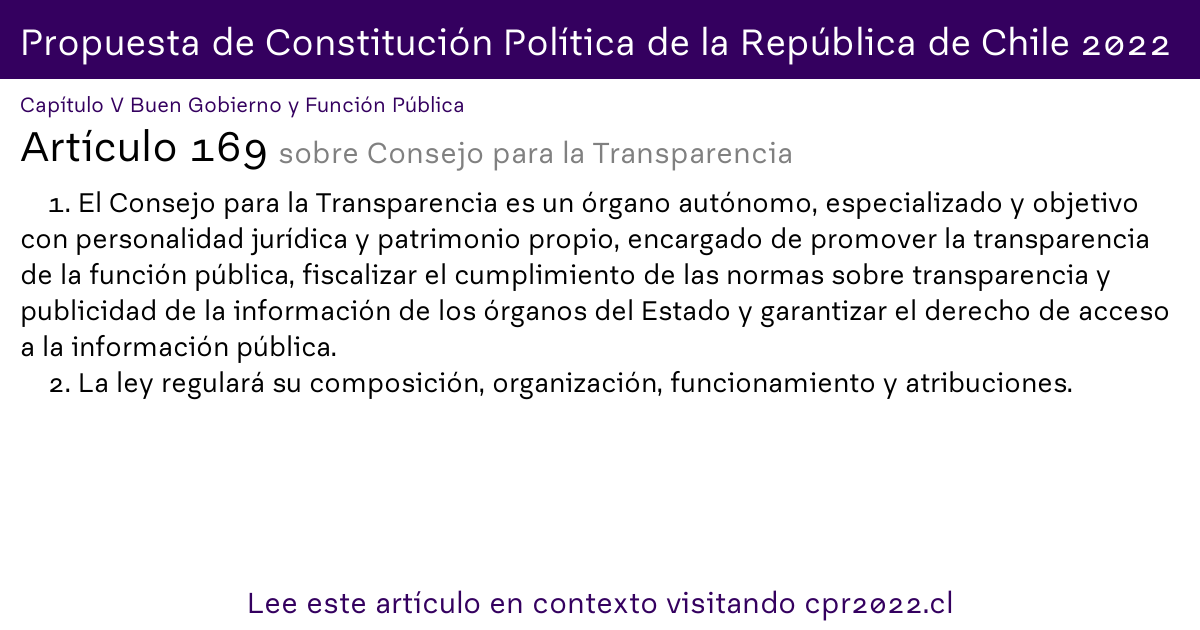 Propuesta de Constitución Política de la República de Chile 2022
Capítulo V Buen Gobierno y Función Pública
Artículo 169 sobre Consejo para la Transparencia
1. El Consejo para la Transparencia es un órgano autónomo, especializado y objetivo
con personalidad jurídica y patrimonio propio, encargado de promover la transparencia
de la función pública, fiscalizar el cumplimiento de las normas sobre transparencia y
publicidad de la información de los órganos del Estado y garantizar el derecho de acceso
a la información pública.
2. La ley regulará su composición, organización, funcionamiento y atribuciones.
Lee este artículo en contexto visitando cpr2022.cl